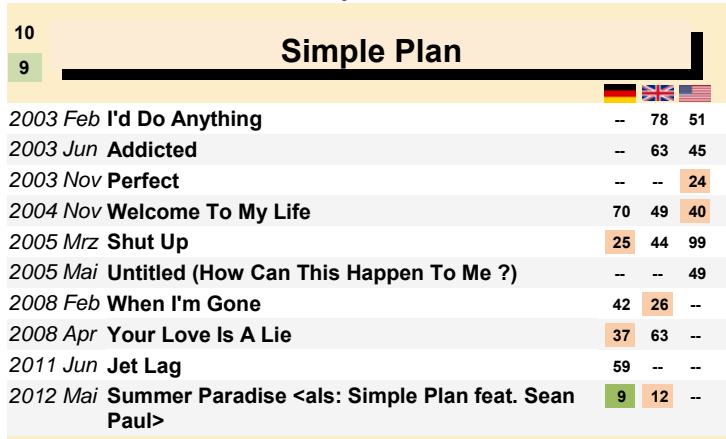 10
Simple Plan
9
2003 Feb I'd Do Anything -- 78 51
2003 Jun Addicted -- 63 45
2003 Nov Perfect -- -- 24
2004 Nov Welcome To My Life 70 49 40
2005 Mrz Shut Up 25 44 99
2005 Mai Untitled (How Can This Happen To Me ?) -- -- 49
2008 Feb When I'm Gone 42 26 --
2008 Apr Your Love Is A Lie 37 63 --
2011 Jun Jet Lag 59 -- --
2012 Mai Summer Paradise <als: Simple Plan feat. Sean 9 12 --
Paul>